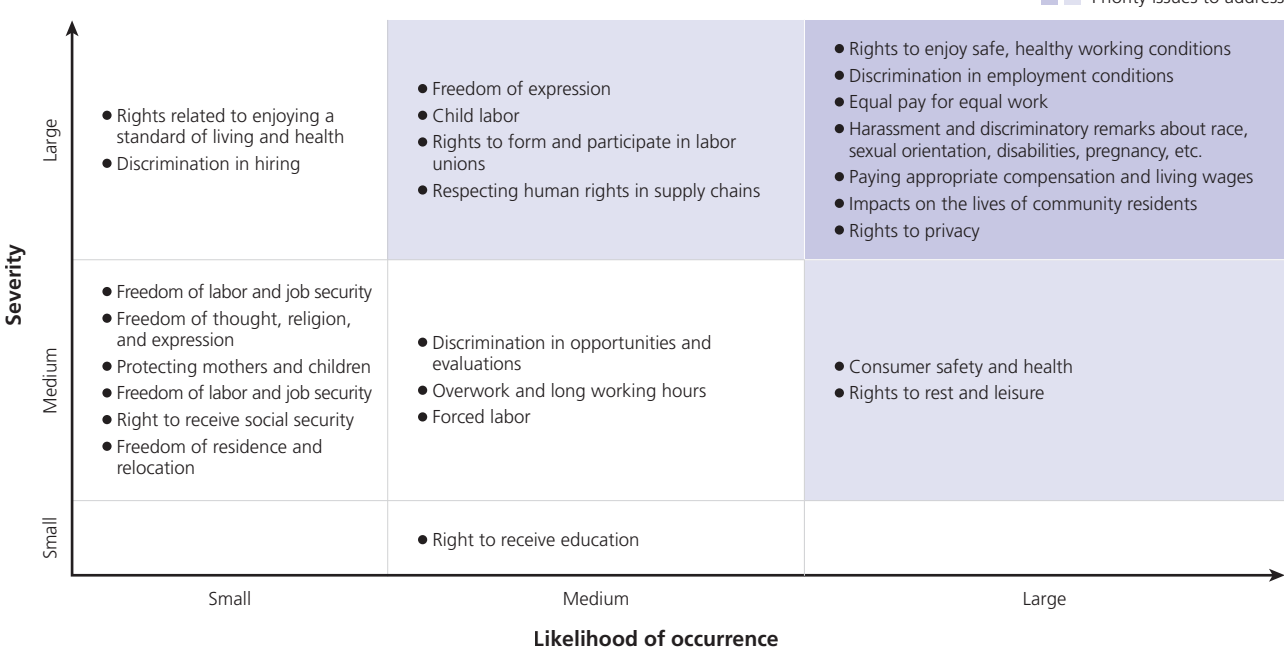 Priority issues to address
Severity
Large
● Rights related to enjoying a
standard of living and health
● Discrimination in hiring
● Freedom of expression
● Child labor
● Rights to form and participate in labor
unions
● Respecting human rights in supply chains
● Rights to enjoy safe, healthy working conditions
● Discrimination in employment conditions
● Equal pay for equal work
● Harassment and discriminatory remarks about race,
sexual orientation, disabilities, pregnancy, etc.
● Paying appropriate compensation and living wages
● Impacts on the lives of community residents
● Rights to privacy
Medium
● Freedom of labor and job security
● Freedom of thought, religion,
and expression
● Protecting mothers and children
● Freedom of labor and job security
● Right to receive social security
● Freedom of residence and
relocation
● Discrimination in opportunities and
evaluations
● Overwork and long working hours
● Forced labor
● Consumer safety and health
● Rights to rest and leisure
Small
● Right to receive education
Small
Medium
Large
Likelihood of occurrence